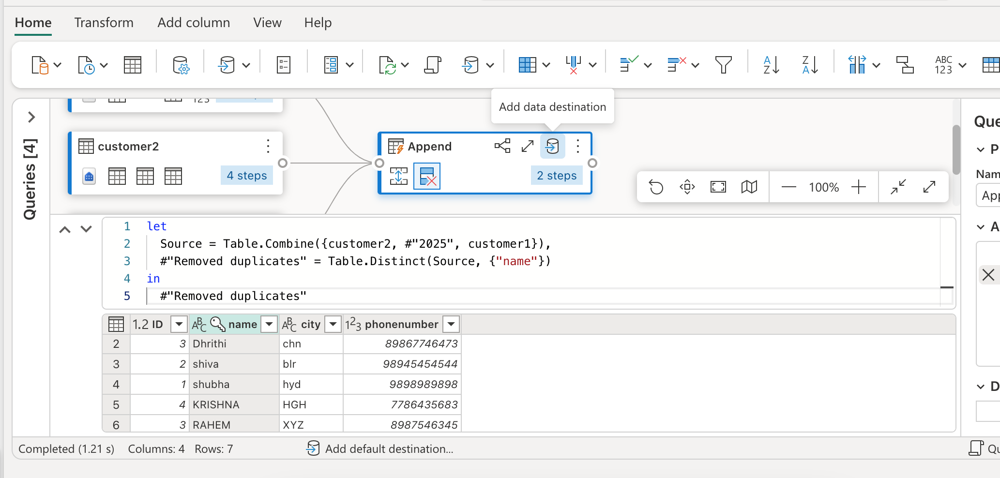 Home Transform Add column View Help
A Z
Z A
ABC 123
Add data destination
123
Queries [4]
customer2
4 steps
Append
2 steps
100%
1 let
2 Source = Table.Combine({customer2, #"2025", customer1}),
3 #"Removed duplicates" = Table.Distinct(Source, {"name"})
4 in
5 #"Removed duplicates"
1.2 ID ABC name ABC city 123 phonenumber
2 3 Dhrithi chn 89867746473
3 2 shiva blr 98945454544
4 1 shubha hyd 9898989898
5 4 KRISHNA HGH 7786435683
6 3 RAHEM XYZ 8987546345
Que
P
Nam
App
A
D
Completed (1.21 s) Columns: 4 Rows: 7 Add default destination... Qu